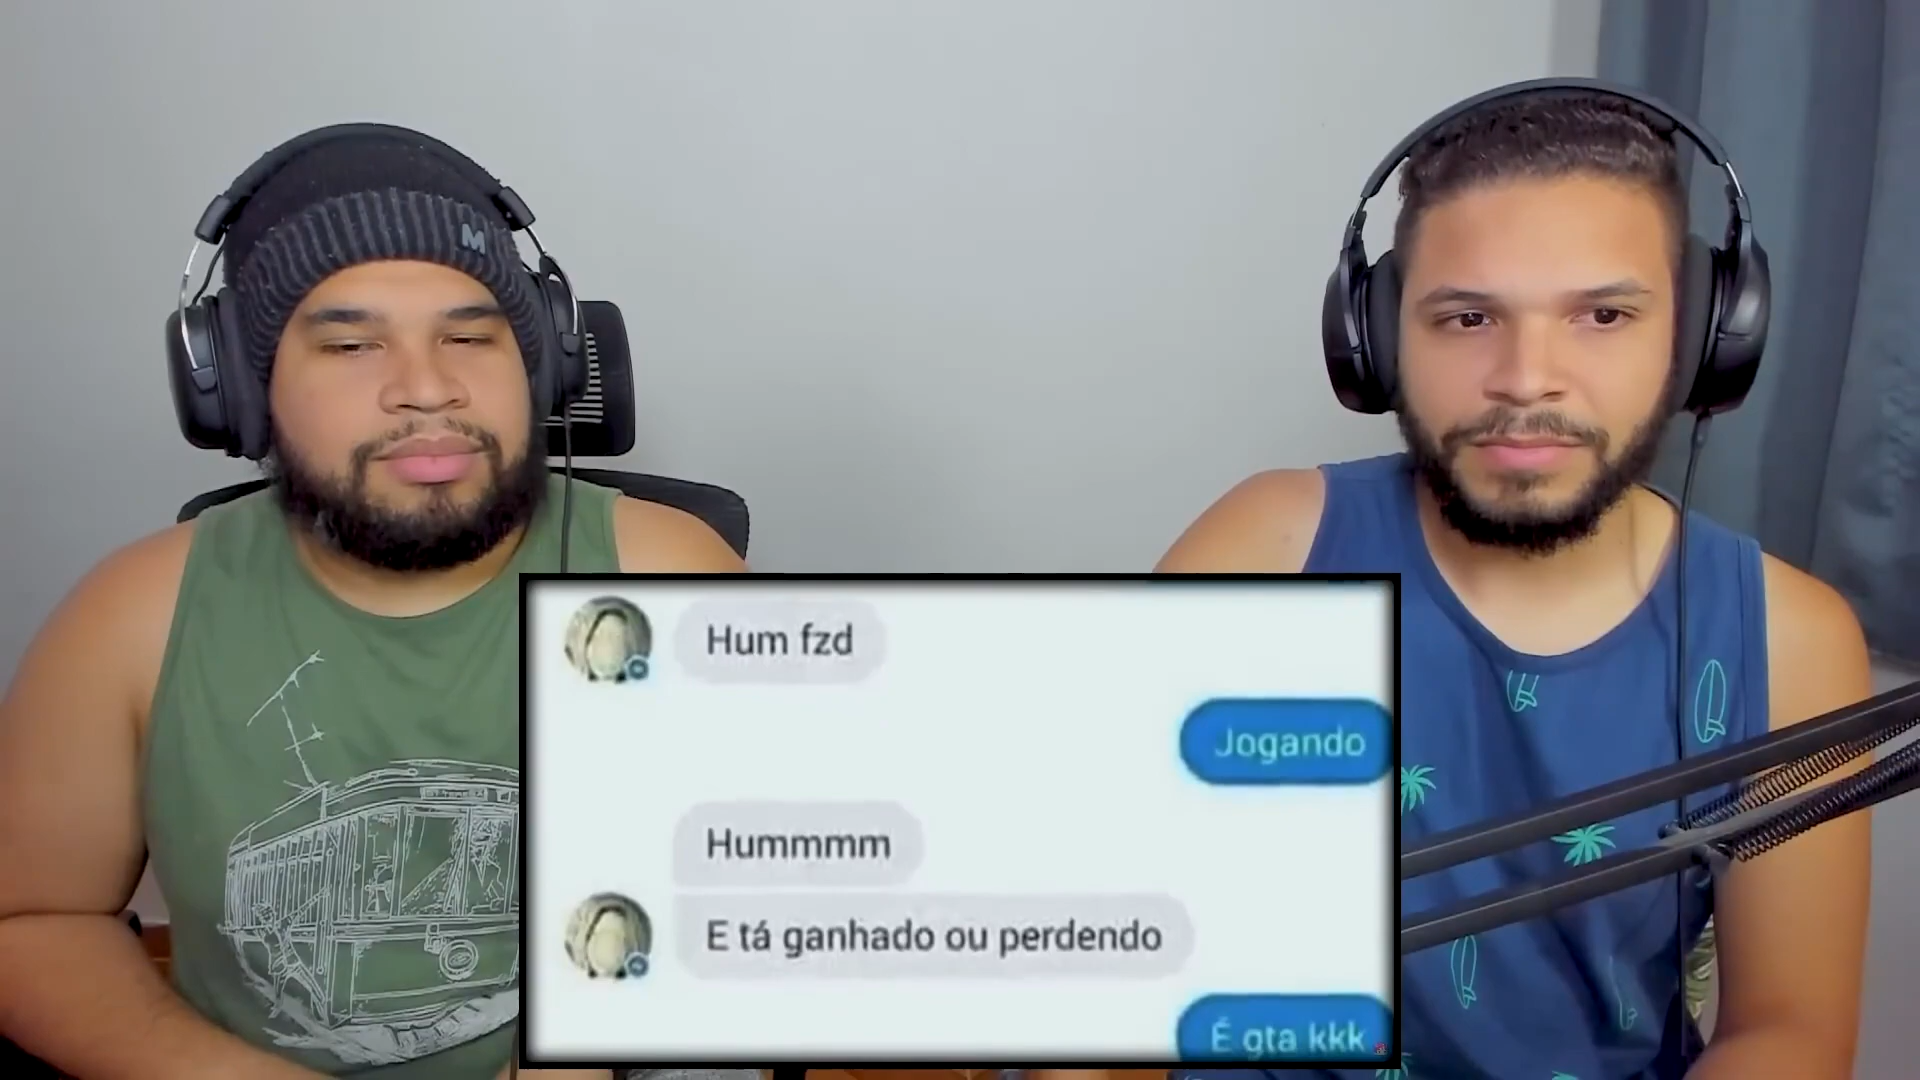 M
Hum fzd
Jogando
Hummmm
E tá ganhado ou perdendo
É gta kkk